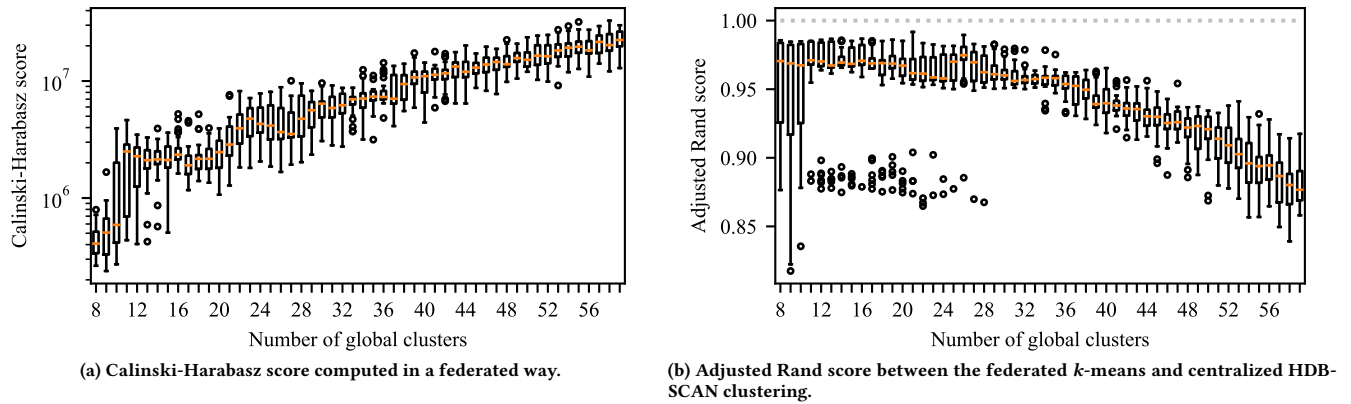 Calinski-Harabasz score
10^7
10^6
8 12 16 20 24 28 32 36 40 44 48 52 56
Number of global clusters
(a) Calinski-Harabasz score computed in a federated way.
Adjusted Rand score
1.00
0.95
0.90
0.85
8 12 16 20 24 28 32 36 40 44 48 52 56
Number of global clusters
(b) Adjusted Rand score between the federated k-means and centralized HDB-
SCAN clustering.